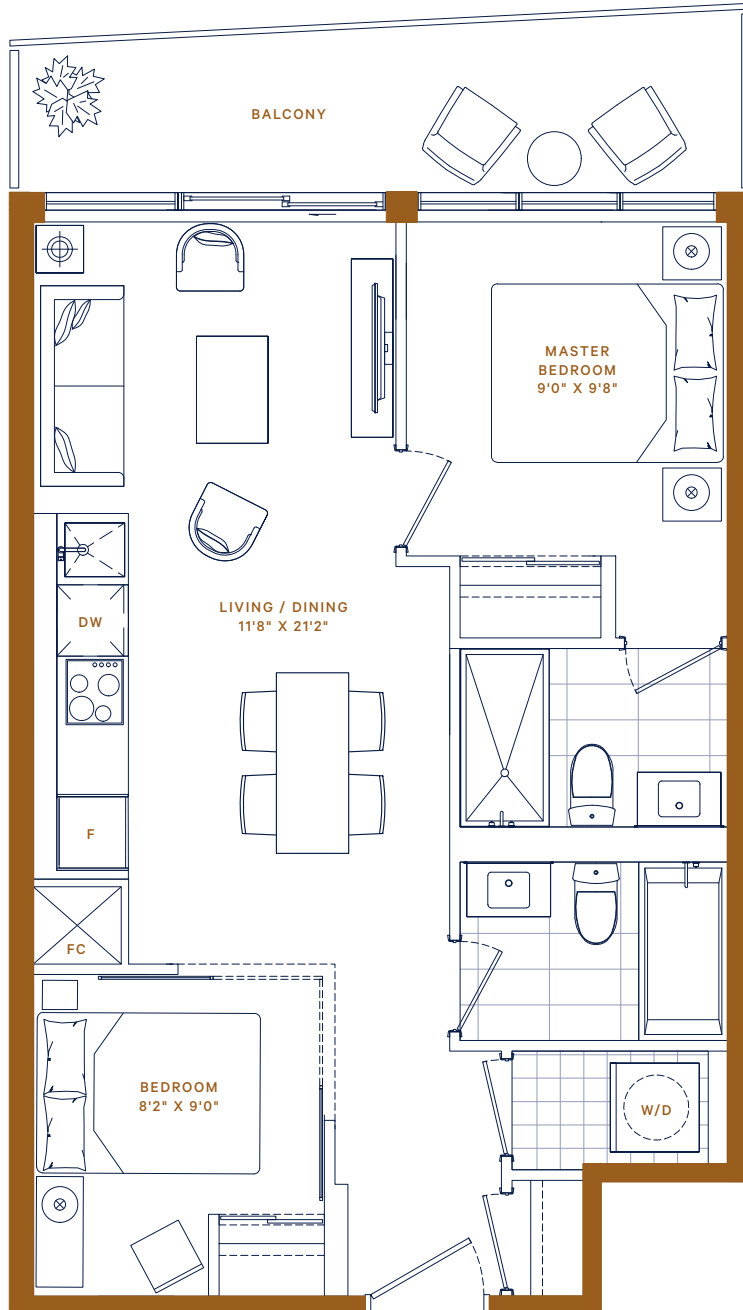 BALCONY
MASTER
BEDROOM
9'0" X 9'8"
DW
LIVING / DINING
11'8" X 21'2"
F
FC
BEDROOM
8'2" X 9'0"
W/D